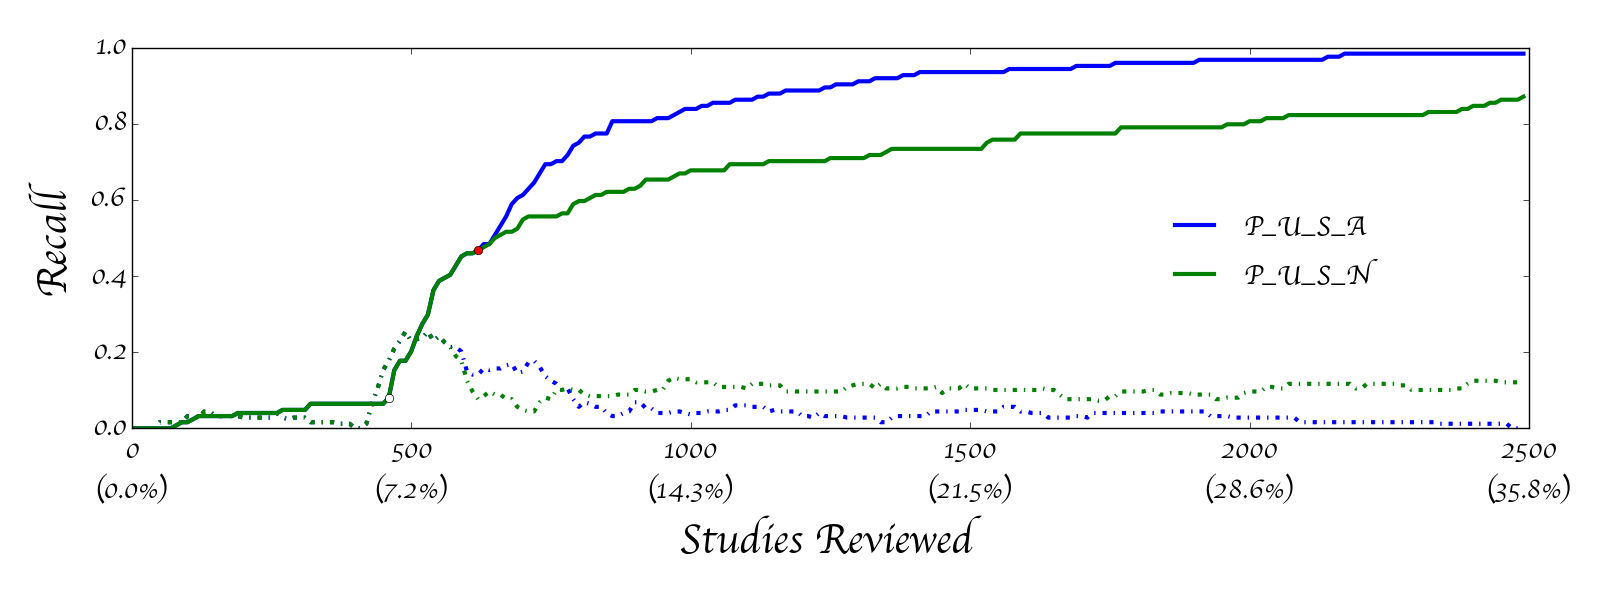 1.0
0.8
0.6
0.4
0.2
0.0
Recall
P_U_S_A
P_U_S_N
0 500 1000 1500 2000 2500
(0.0%) (7.2%) (14.3%) (21.5%) (28.6%) (35.8%)
Studies Reviewed